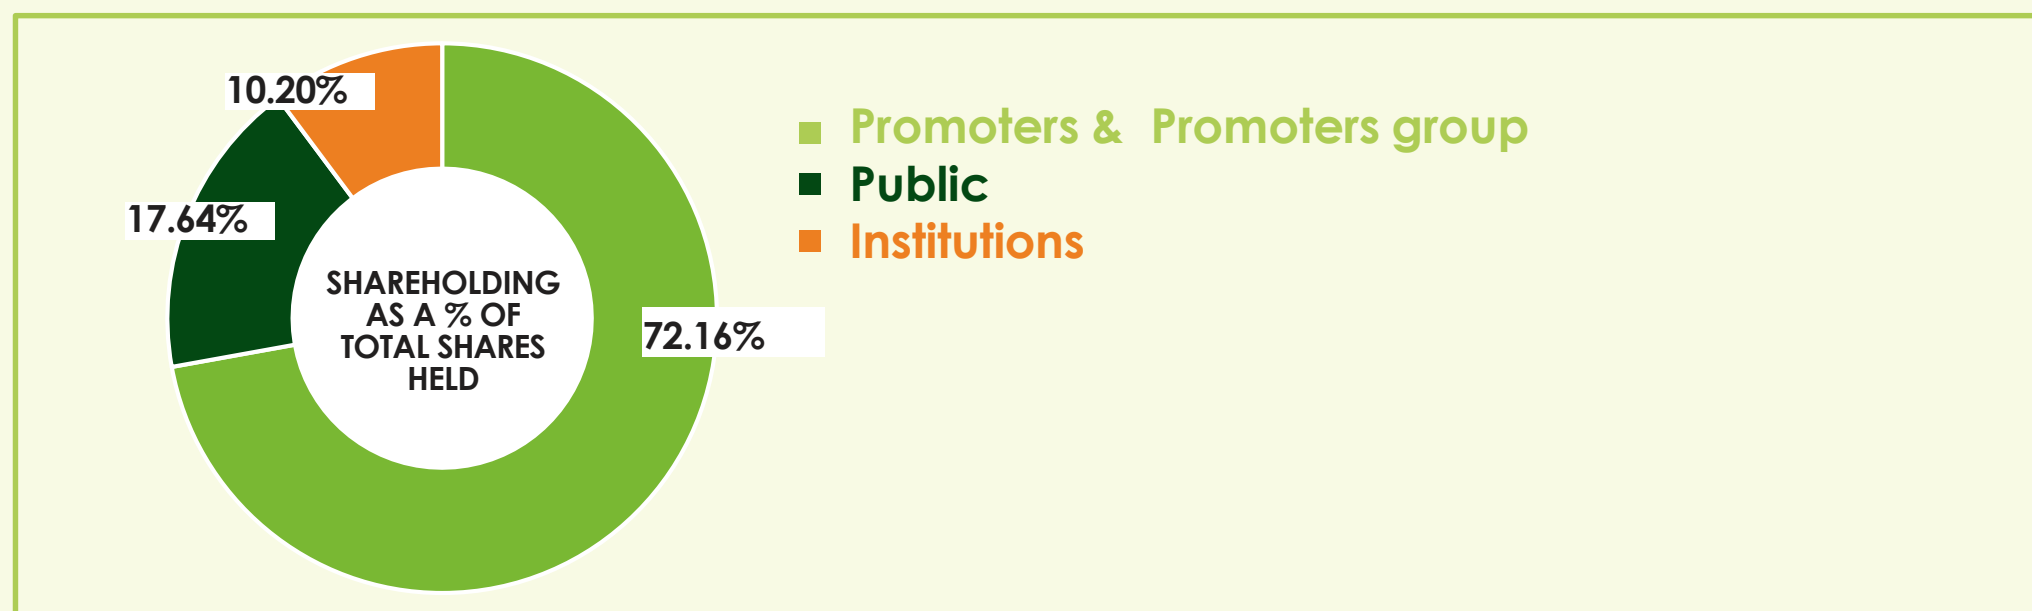 10.20%
17.64%
SHAREHOLDING
AS A % OF
TOTAL SHARES
HELD
72.16%
Promoters & Promoters group
Public
Institutions